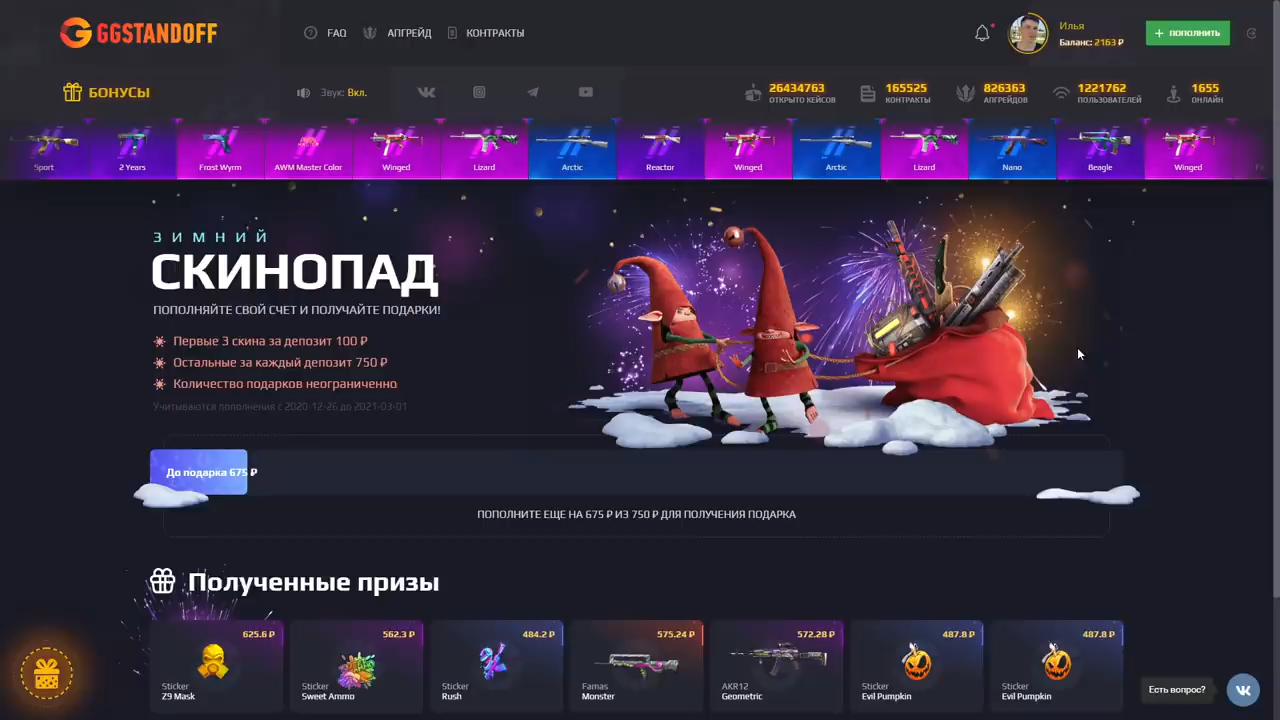 GGSTANDOFF
FAQ
АПГРЕЙД
КОНТРАКТЫ
Илья
Баланс: 2163 ₽
+ ПОПОЛНИТЬ
БОНУСЫ
Звук: Вкл.
26434763
ОТКРЫТО КЕЙСОВ
165525
КОНТРАКТЫ
826363
АПГРЕЙДОВ
1221762
ПОЛЬЗОВАТЕЛЕЙ
1655
ОНЛАЙН
Sport
2 Years
Frost Wyrm
AWM Master Color
Winged
Lizard
Arctic
Reactor
Winged
Arctic
Lizard
Nano
Beagle
Winged
ЗИМНИЙ
СКИНОПАД
ПОПОЛНЯЙТЕ СВОЙ СЧЕТ И ПОЛУЧАЙТЕ ПОДАРКИ!
Первые 3 скина за депозит 100 ₽
Остальные за каждый депозит 750 ₽
Количество подарков неограниченно
Учитываются пополнения с 2020-12-26 до 2021-03-01
До подарка 675 ₽
ПОПОЛНИТЕ ЕЩЕ НА 675 ₽ ИЗ 750 ₽ ДЛЯ ПОЛУЧЕНИЯ ПОДАРКА
Полученные призы
625.6 ₽
Sticker
Z9 Mask
562.3 ₽
Sticker
Sweet Ammo
484.2 ₽
Sticker
Rush
575.24 ₽
Famas
Monster
572.28 ₽
AKR12
Geometric
487.8 ₽
Sticker
Evil Pumpkin
487.8 ₽
Sticker
Evil Pumpkin
Есть вопрос?